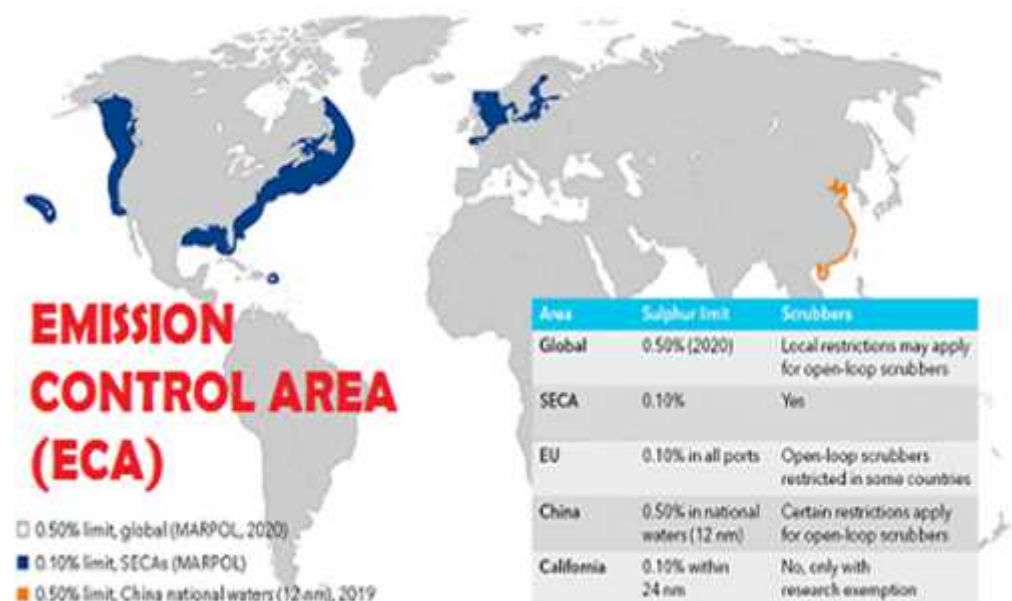 EMISSION
CONTROL AREA
(ECA)
0.50% limit, global (MARPOL, 2020)
0.10% limit, SECAs (MARPOL)
0.50% limit, China national waters (12 nm), 2019
Area Sulphur limit Scrubbers
Global 0.50% (2020) Local restrictions may apply
for open-loop scrubbers
SECA 0.10% Yes
EU 0.10% in all ports Open-loop scrubbers
restricted in some countries
China 0.50% in national Certain restrictions apply
waters (12 nm) for open-loop scrubbers
California 0.10% within No, only with
24 nm research exemption